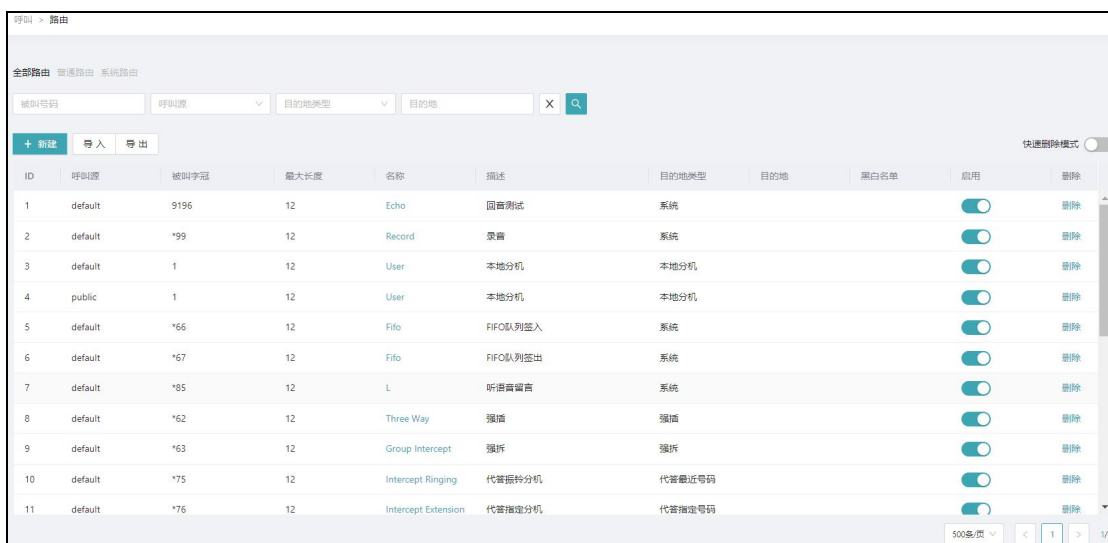 呼叫 > 路由
全部路由 普通路由 系统路由
被叫号码 呼叫源 目的地类型 目的地 X
+ 新建 导入 导出 快速删除模式
ID 呼叫源 被叫字冠 最大长度 名称 描述 目的地类型 目的地 黑白名单 启用 删除
1 default 9196 12 Echo 回音测试 系统 删除
2 default *99 12 Record 录音 系统 删除
3 default 1 12 User 本地分机 本地分机 删除
4 public 1 12 User 本地分机 本地分机 删除
5 default *66 12 Fifo FIFO队列签入 系统 删除
6 default *67 12 Fifo FIFO队列签出 系统 删除
7 default *85 12 L 听语音留言 系统 删除
8 default *62 12 Three Way 强插 强插 删除
9 default *63 12 Group Intercept 强拆 强拆 删除
10 default *75 12 Intercept Ringing 代答振铃分机 代答最近号码 删除
11 default *76 12 Intercept Extension 代答指定分机 代答指定号码 删除
500条/页 < 1 > 1/